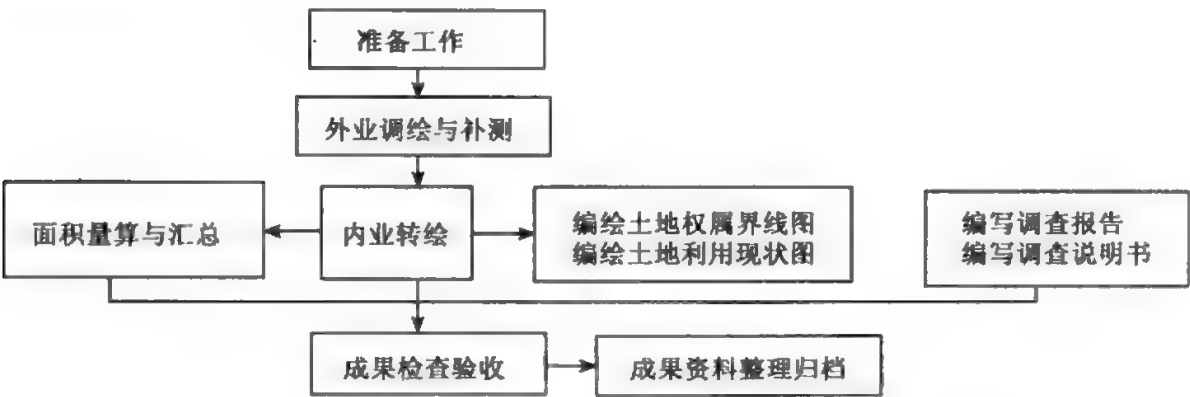 准备工作
外业调绘与补测
面积量算与汇总
内业转绘
编绘土地权属界线图
编绘土地利用现状图
编写调查报告
编写调查说明书
成果检查验收
成果资料整理归档